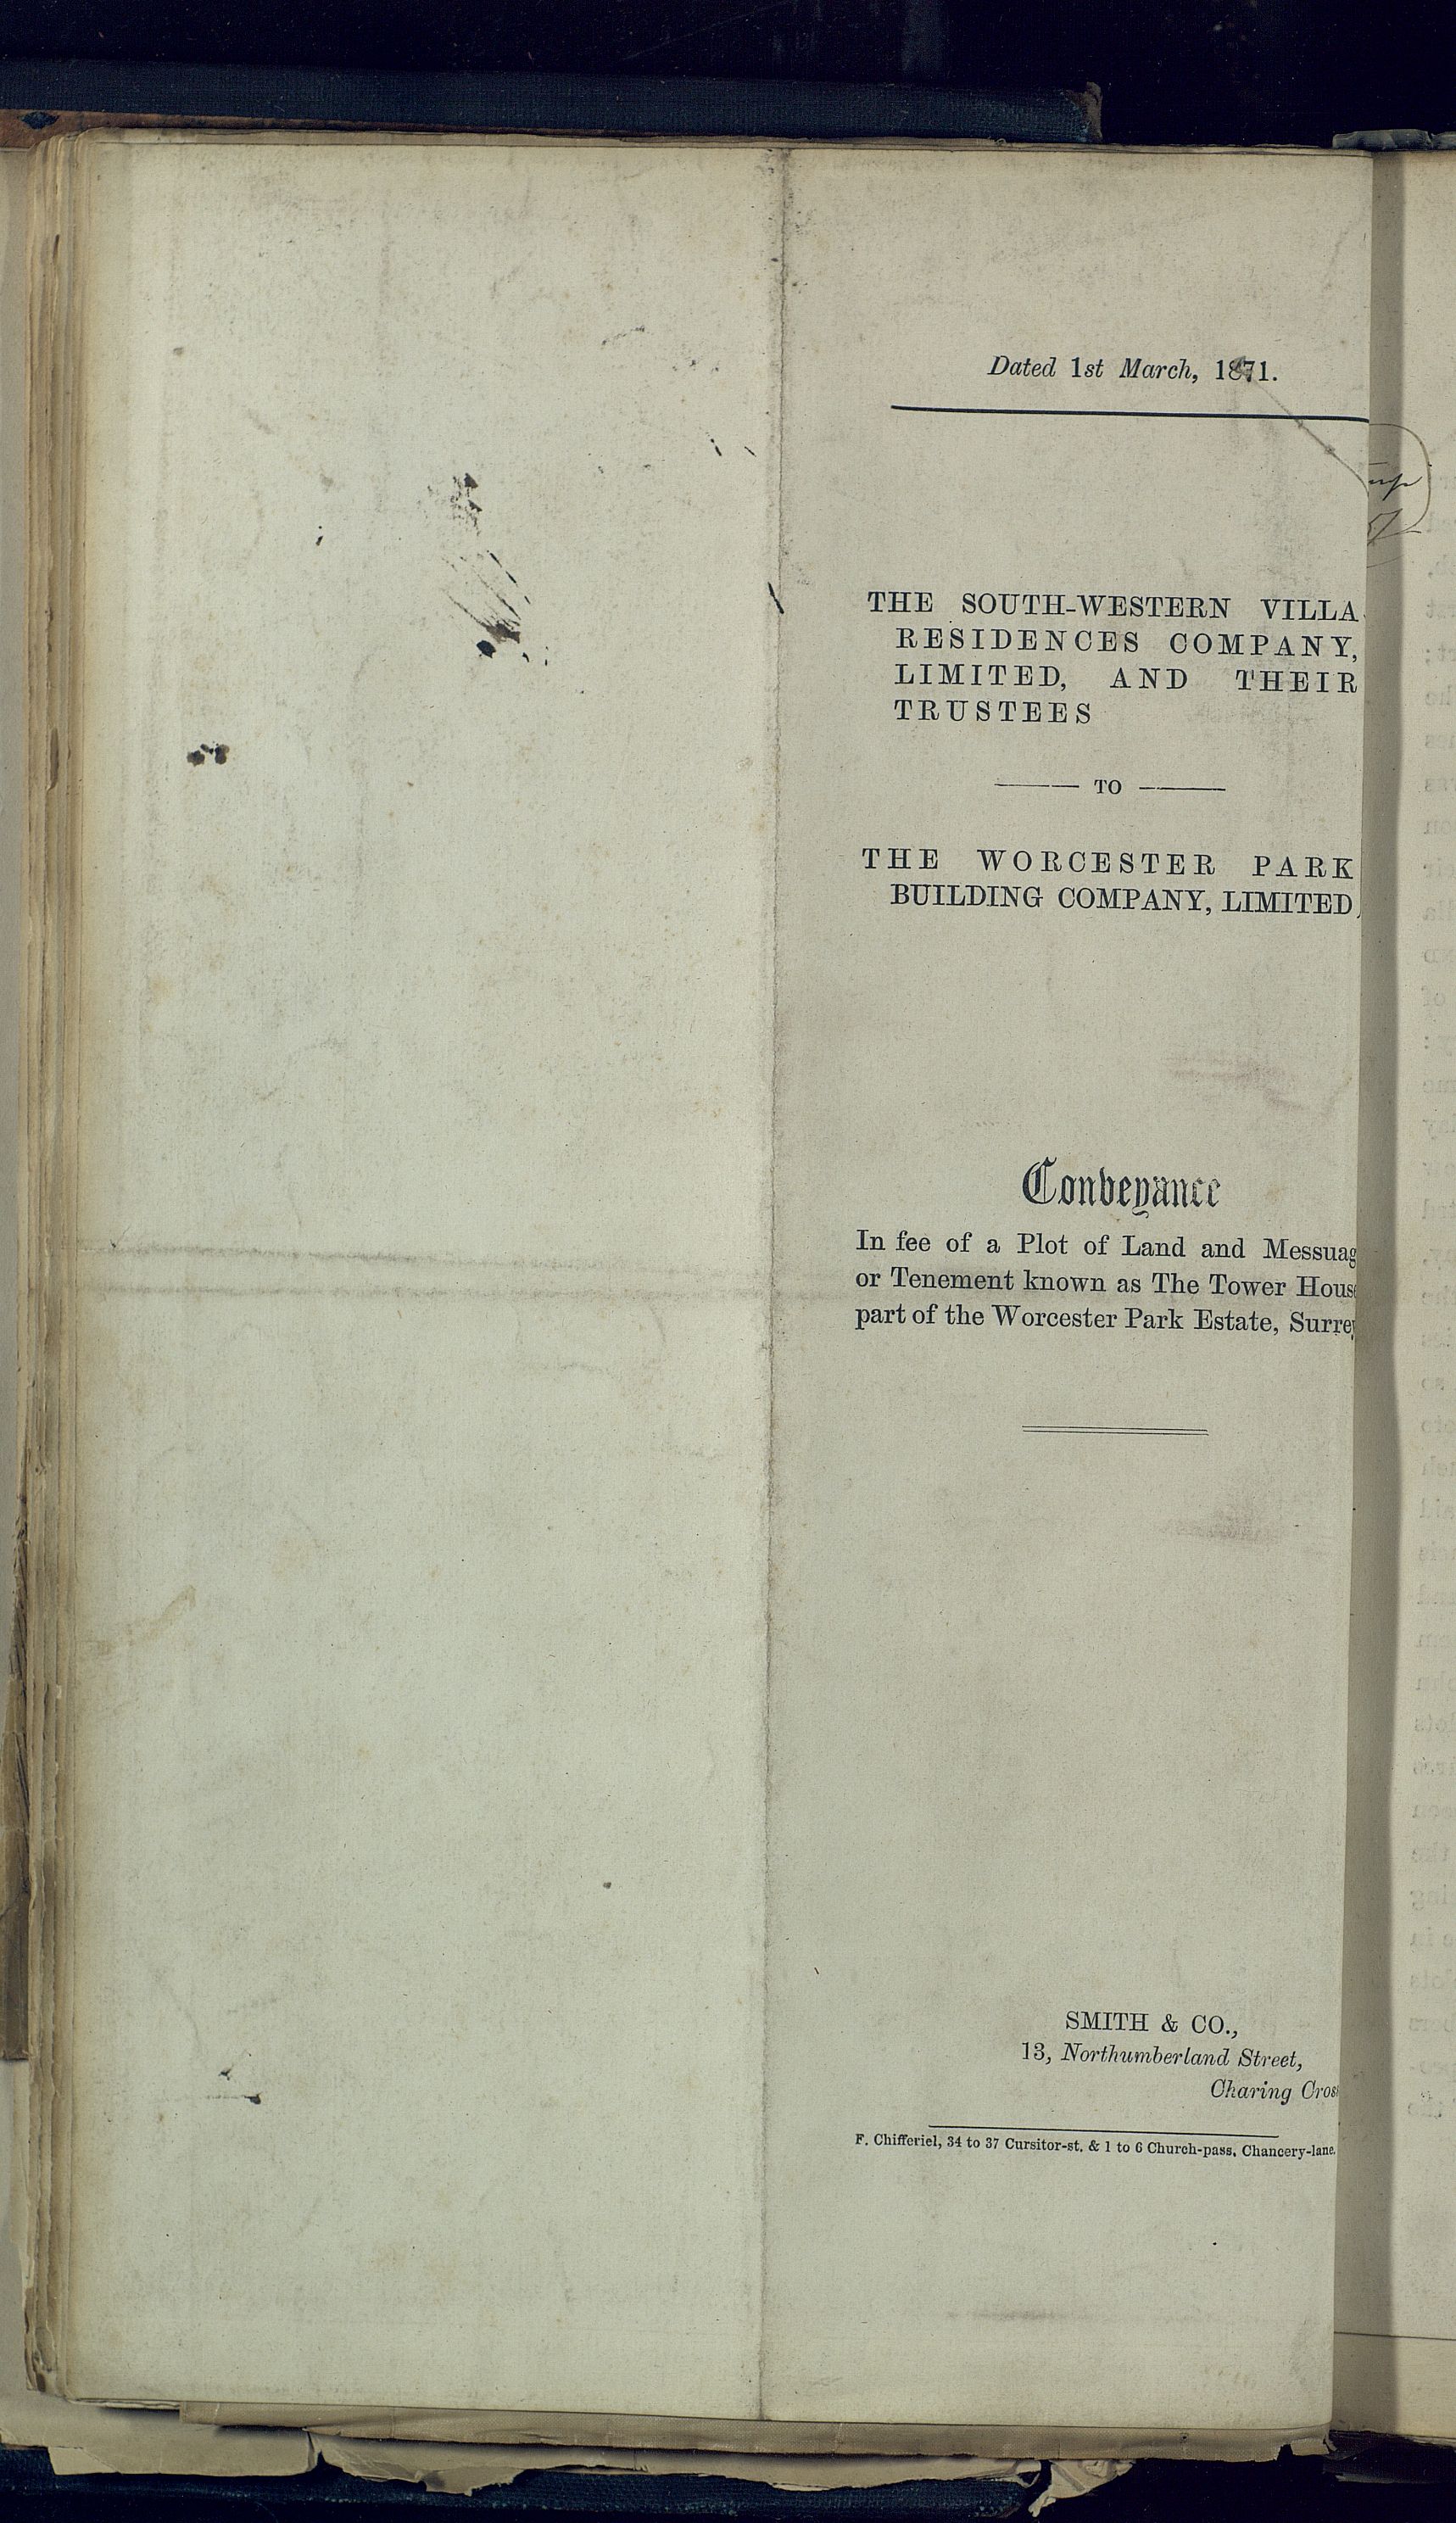 Dated 1st March, 1871.
THE SOUTH-WESTERN VILLA
RESIDENCES COMPANY,
LIMITED, AND THEIR
TRUSTEES
TO
THE WORCESTER PARK
BUILDING COMPANY, LIMITED
Conveyance
In fee of a Plot of Land and Messuag
or Tenement known as The Tower Hous
part of the Worcester Park Estate, Surrey
SMITH & CO.,
13, Northumberland Street,
Charing Cros
F. Chifferiel, 34 to 37 Cursitor-st. & 1 to 6 Church-pass. Chancery-lane.